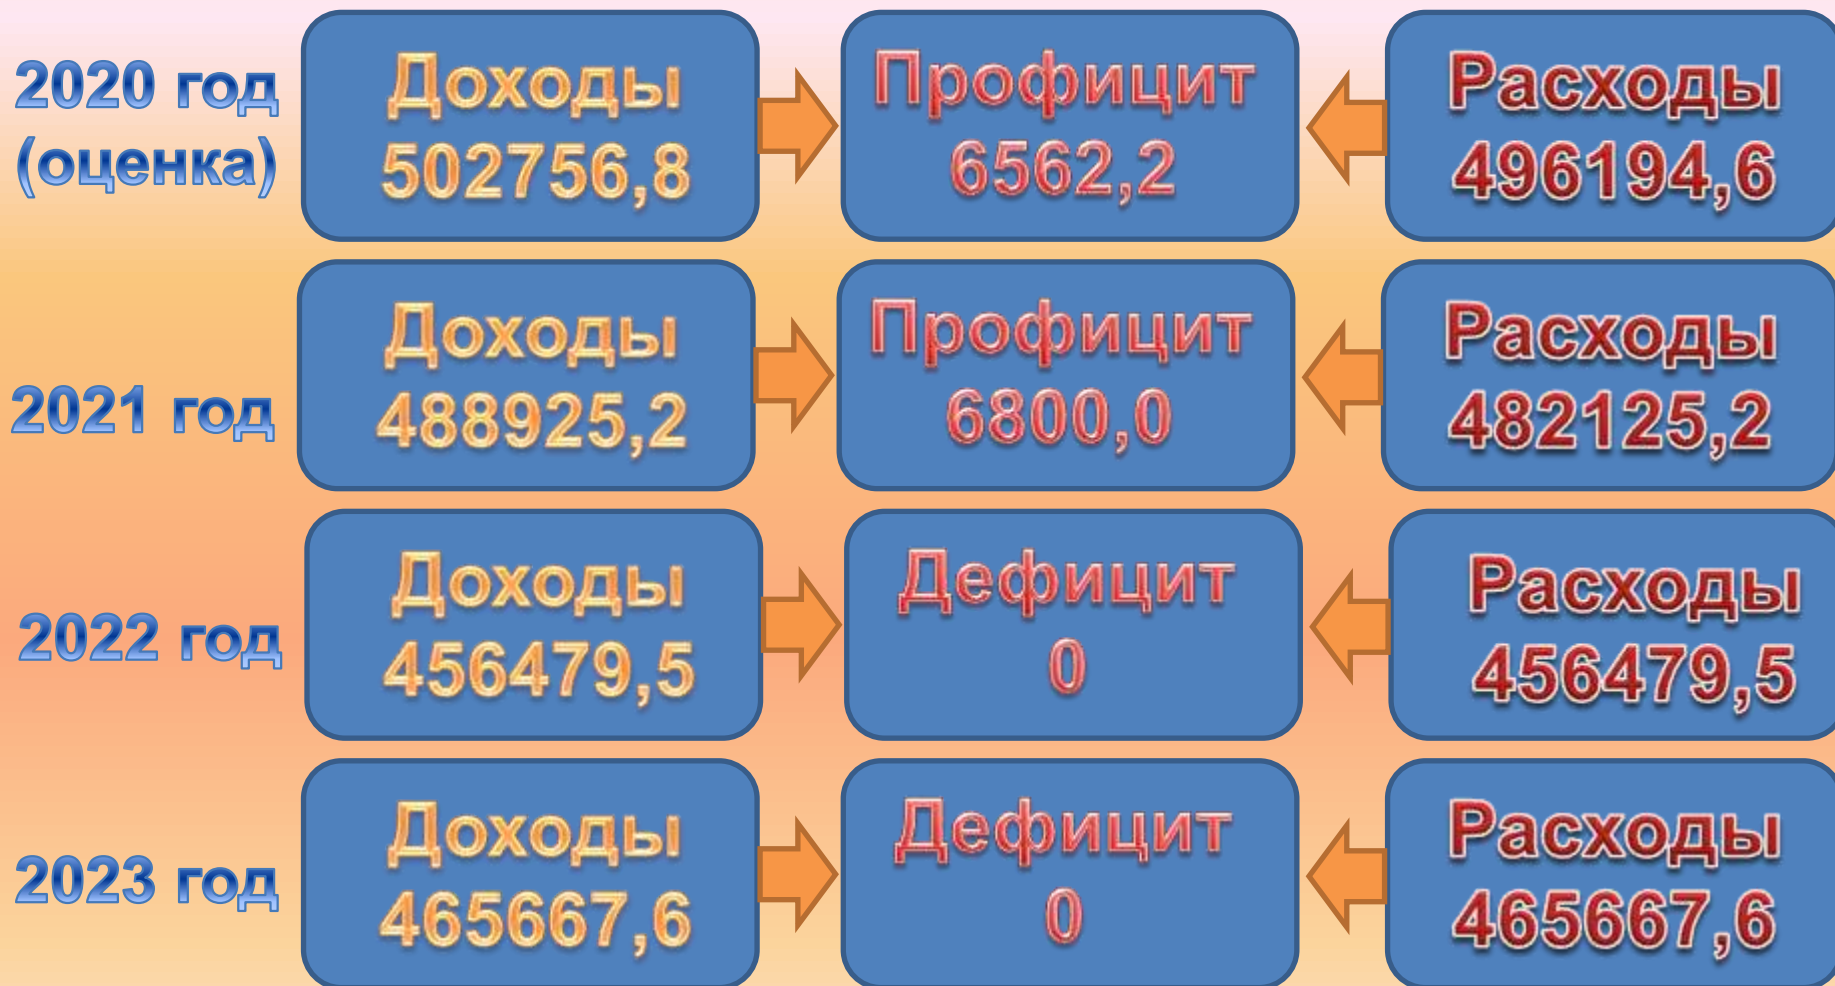 2020 год
(оценка)
Доходы
502756,8
Профицит
6562,2
Расходы
496194,6
2021 год
Доходы
488925,2
Профицит
6800,0
Расходы
482125,2
2022 год
Доходы
456479,5
Дефицит
0
Расходы
456479,5
2023 год
Доходы
465667,6
Дефицит
0
Расходы
465667,6